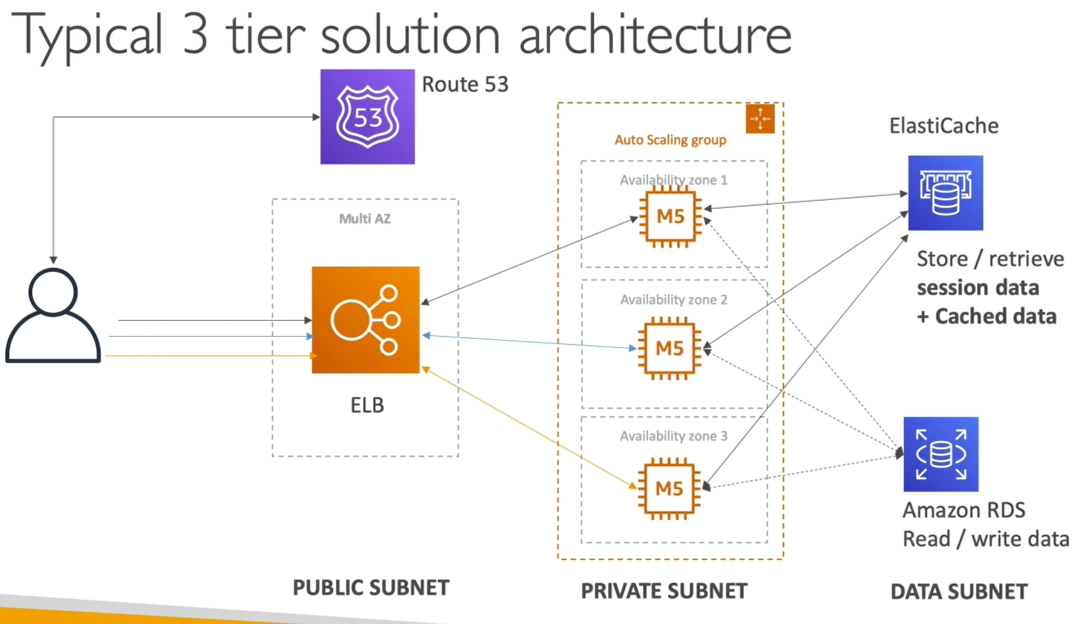 Typical 3 tier solution architecture
Route 53
53
Multi AZ
ELB
Auto Scaling group
Availability zone 1
M5
Availability zone 2
M5
Availability zone 3
M5
ElastiCache
Store / retrieve
session data
+ Cached data
Amazon RDS
Read / write data
PUBLIC SUBNET
PRIVATE SUBNET
DATA SUBNET